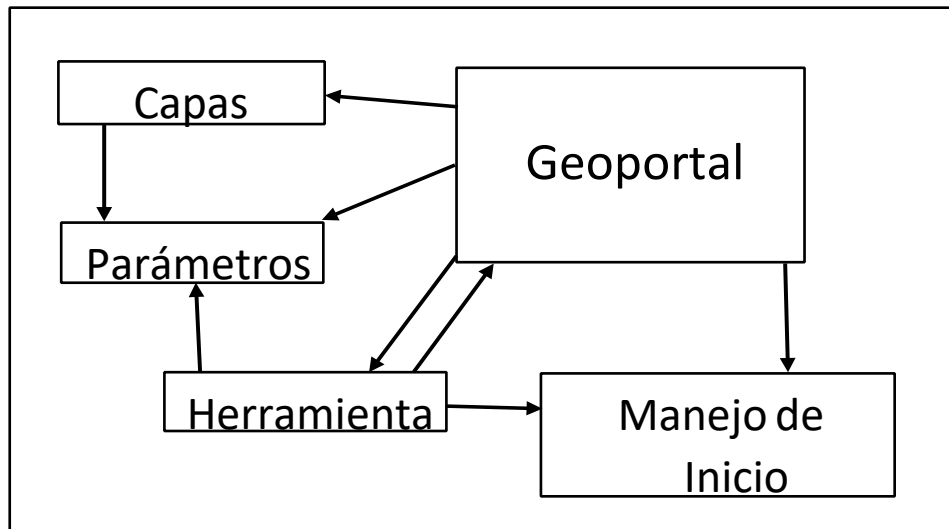 Capas
Geoportal
Parámetros
Herramienta
Manejo de
Inicio